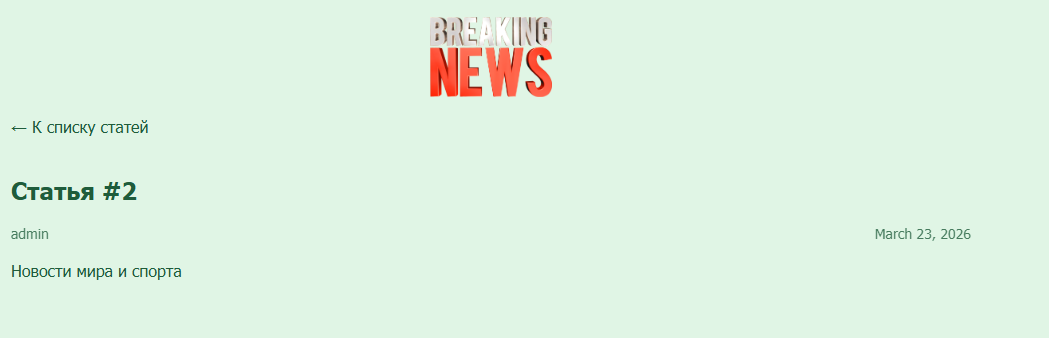 BREAKING
NEWS
← К списку статей
Статья #2
admin March 23, 2026
Новости мира и спорта